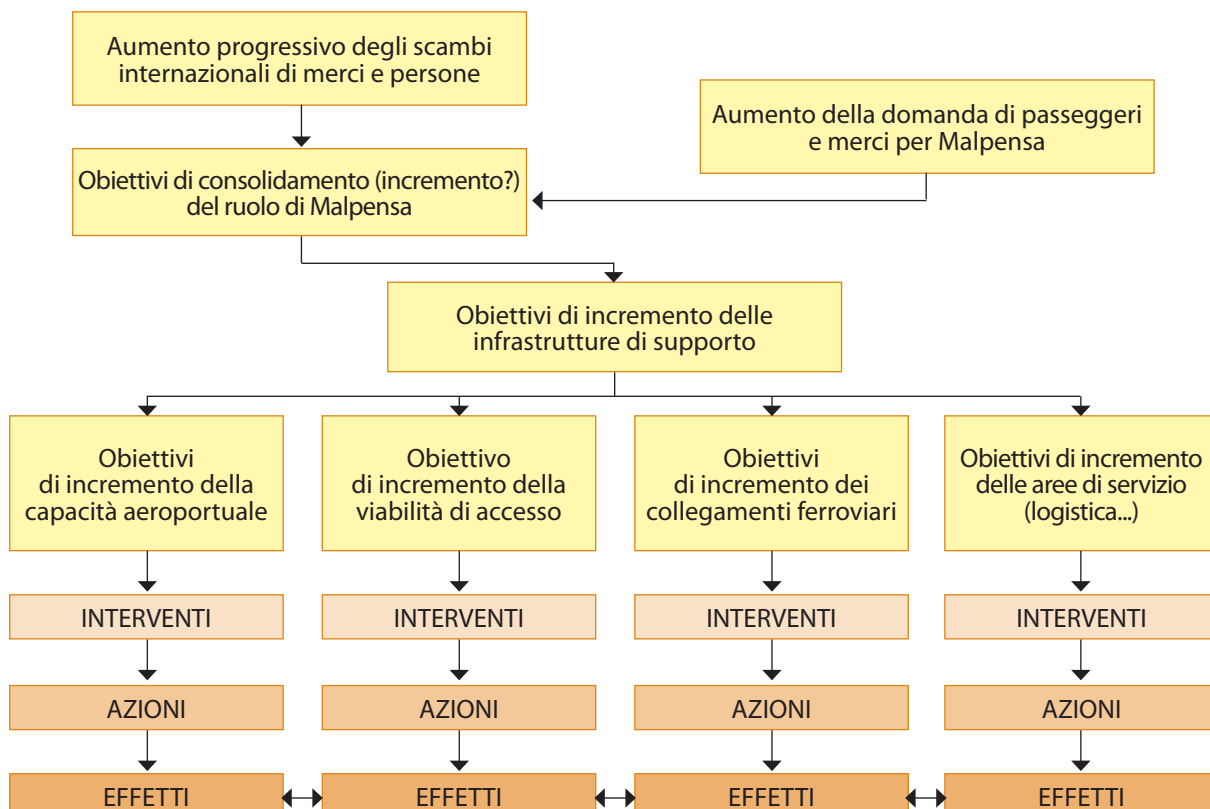 Aumento progressivo degli scambi
internazionali di merci e persone
Aumento della domanda di passeggeri
e merci per Malpensa
Obiettivi di consolidamento (incremento?)
del ruolo di Malpensa
Obiettivi di incremento delle
infrastrutture di supporto
Obiettivi
di incremento della
capacità aeroportuale
Obiettivo
di incremento della
viabilità di accesso
Obiettivi
di incremento dei
collegamenti ferroviari
Obiettivi di incremento
delle aree di servizio
(logistica...)
INTERVENTI
INTERVENTI
INTERVENTI
INTERVENTI
AZIONI
AZIONI
AZIONI
AZIONI
EFFETTI
EFFETTI
EFFETTI
EFFETTI